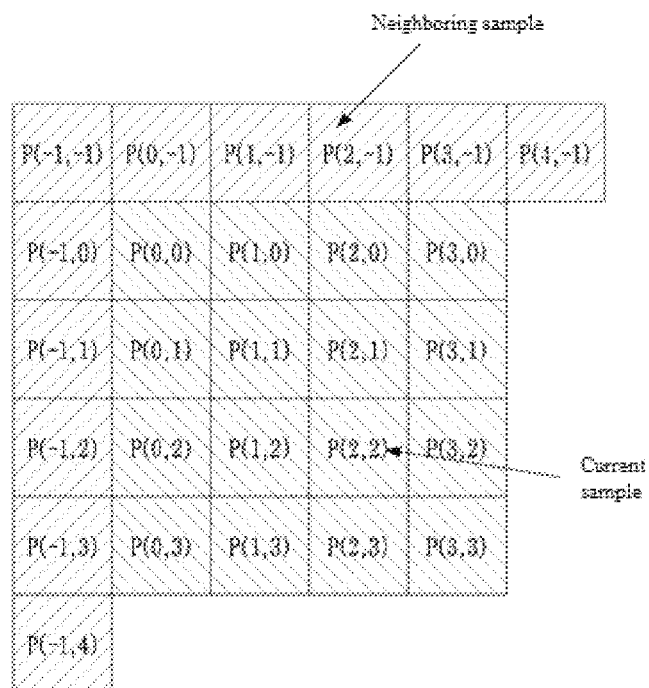 Neighboring sample
P(-1,-1) P(0,-1) P(1,-1) P(2,-1) P(3,-1) P(4,-1)
P(-1,0) P(0,0) P(1,0) P(2,0) P(3,0)
P(-1,1) P(0,1) P(1,1) P(2,1) P(3,1)
P(-1,2) P(0,2) P(1,2) P(2,2) P(3,2)
Current
sample
P(-1,3) P(0,3) P(1,3) P(2,3) P(3,3)
P(-1,4)